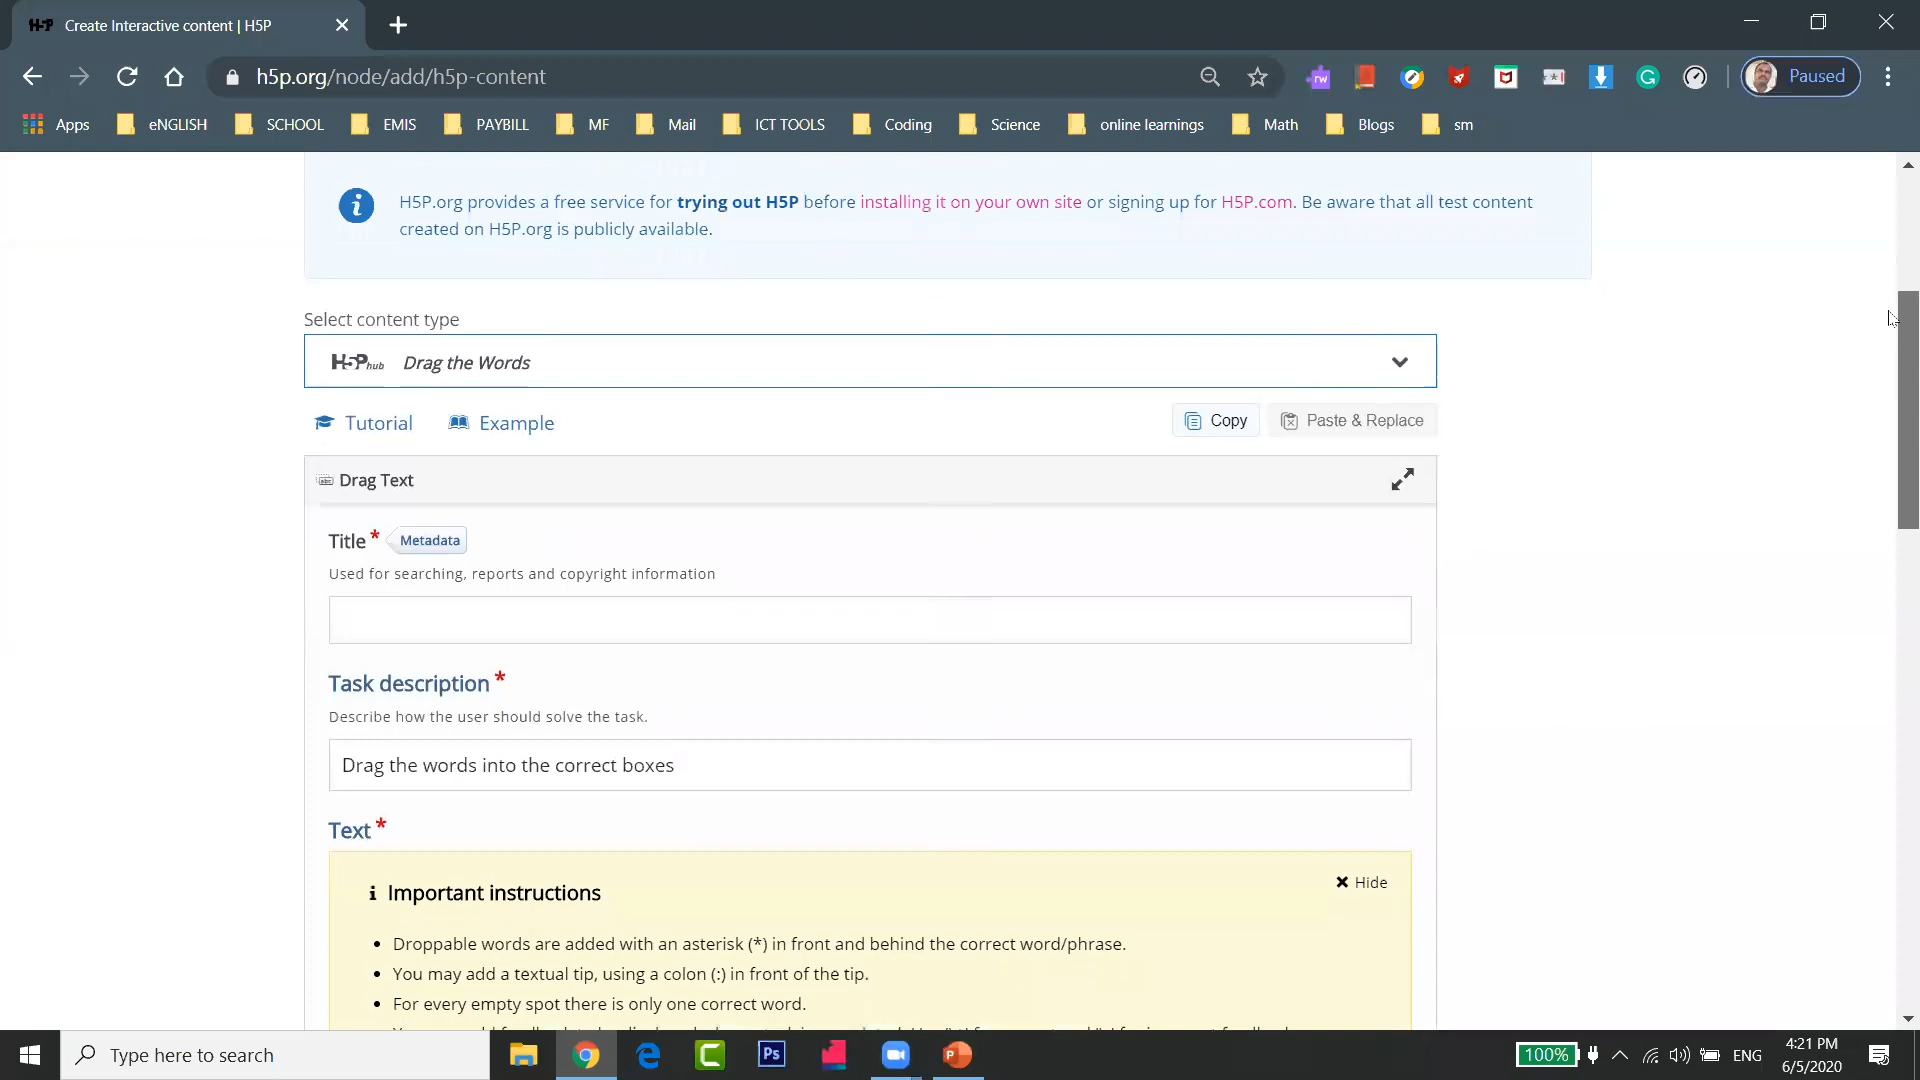 Create Interactive content | H5P
h5p.org/node/add/h5p-content
Paused
Apps eNGLISH SCHOOL EMIS PAYBILL MF Mail ICT TOOLS Coding Science online learnings Math Blogs sm
H5P.org provides a free service for trying out H5P before installing it on your own site or signing up for H5P.com. Be aware that all test content
created on H5P.org is publicly available.
Select content type
H5P hub Drag the Words
Tutorial Example Copy Paste & Replace
Drag Text
Title * Metadata
Used for searching, reports and copyright information
Task description *
Describe how the user should solve the task.
Drag the words into the correct boxes
Text *
Important instructions Hide
Droppable words are added with an asterisk (*) in front and behind the correct word/phrase.
You may add a textual tip, using a colon (:) in front of the tip.
For every empty spot there is only one correct word.
Type here to search
100% ENG 4:21 PM
6/5/2020